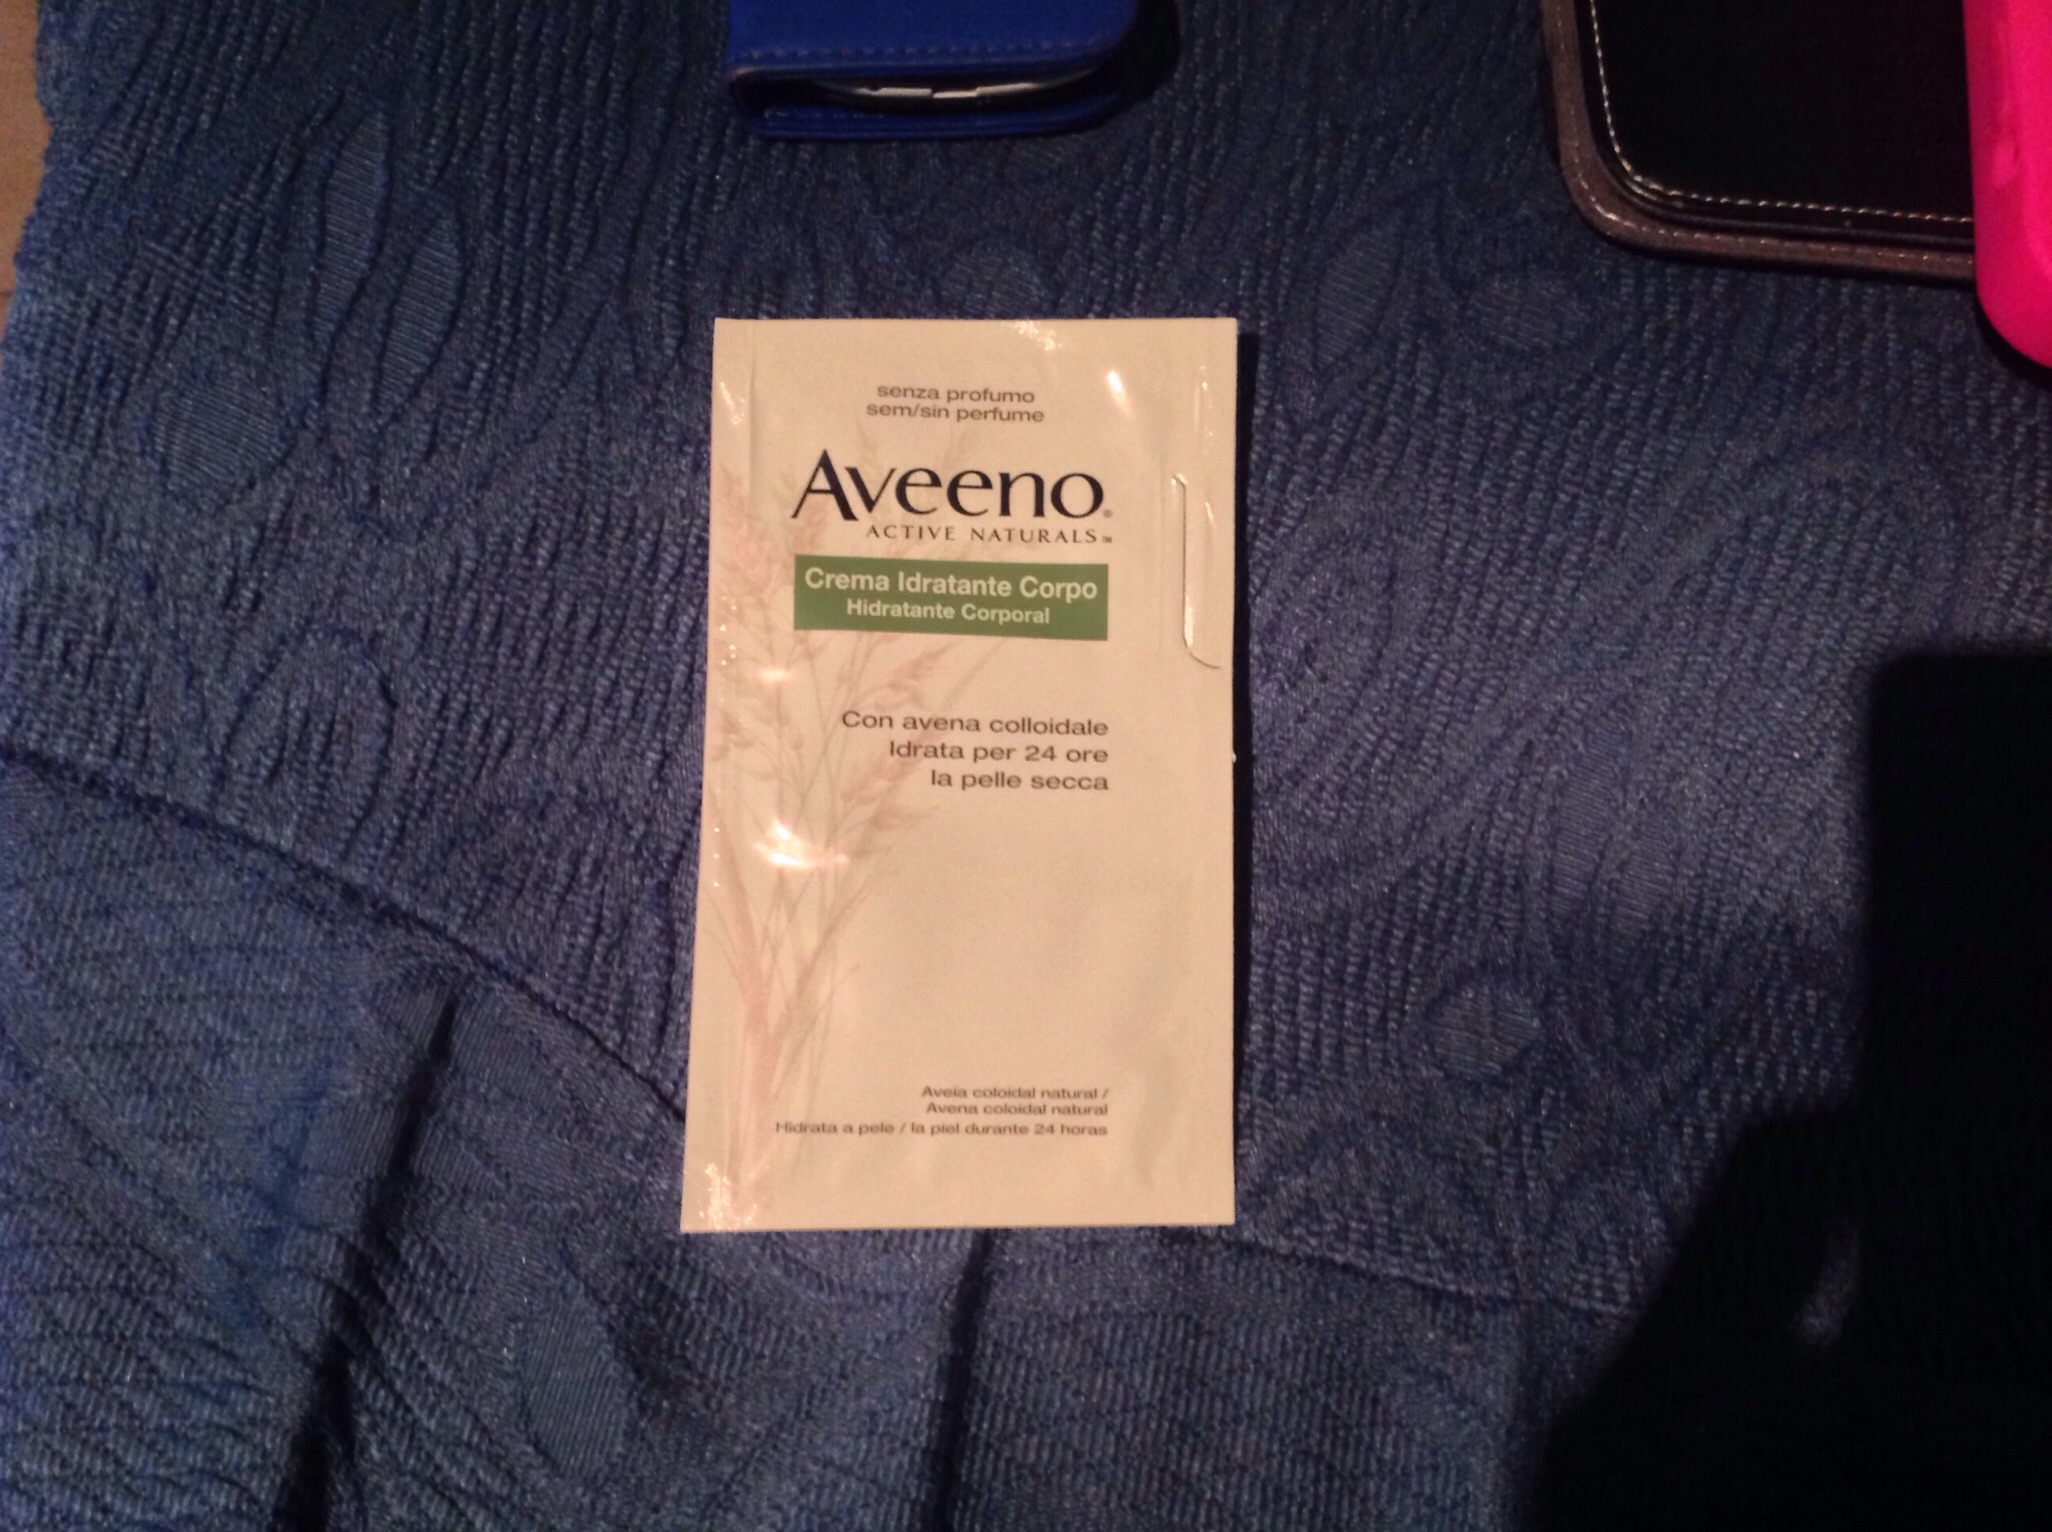 senza profumo
sem/sin perfume
Aveeno®
ACTIVE NATURALS™
Crema Idratante Corpo
Hidratante Corporal
Con avena colloidale
Idrata per 24 ore
la pelle secca
Aveia coloidal natural /
Avena coloidal natural
Hidrata a pele / la piel durante 24 horas